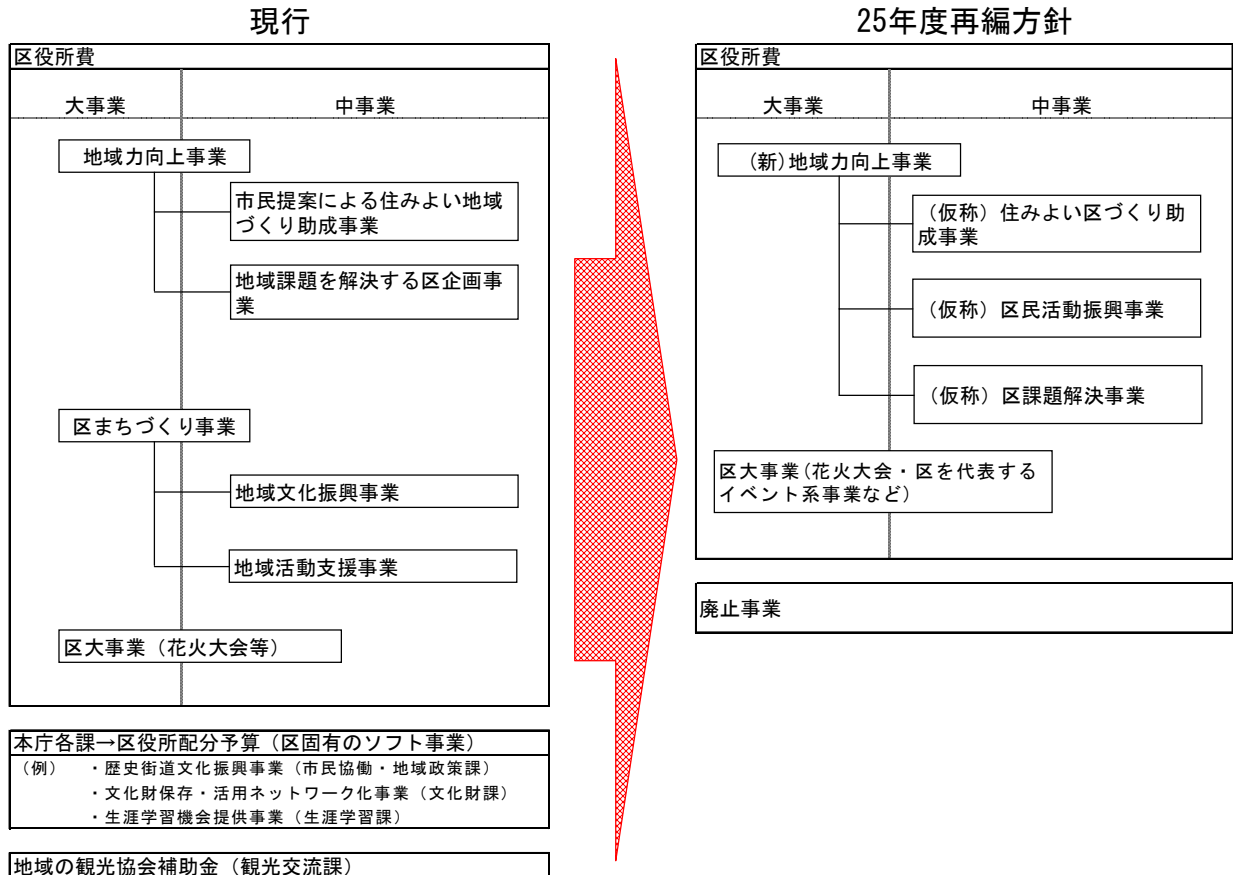 現行
区役所費
大事業
中事業
地域力向上事業
市民提案による住みよい地域
づくり助成事業
地域課題を解決する区企画事
業
区まちづくり事業
地域文化振興事業
地域活動支援事業
区大事業（花火大会等）
本庁各課→区役所配分予算（区固有のソフト事業）
（例）　・歴史街道文化振興事業（市民協働・地域政策課）
・文化財保存・活用ネットワーク化事業（文化財課）
・生涯学習機会提供事業（生涯学習課）
地域の観光協会補助金（観光交流課）
25年度再編方針
区役所費
大事業
中事業
(新)地域力向上事業
（仮称）住みよい区づくり助
成事業
（仮称）区民活動振興事業
（仮称）区課題解決事業
区大事業(花火大会・区を代表する
イベント系事業など）
廃止事業